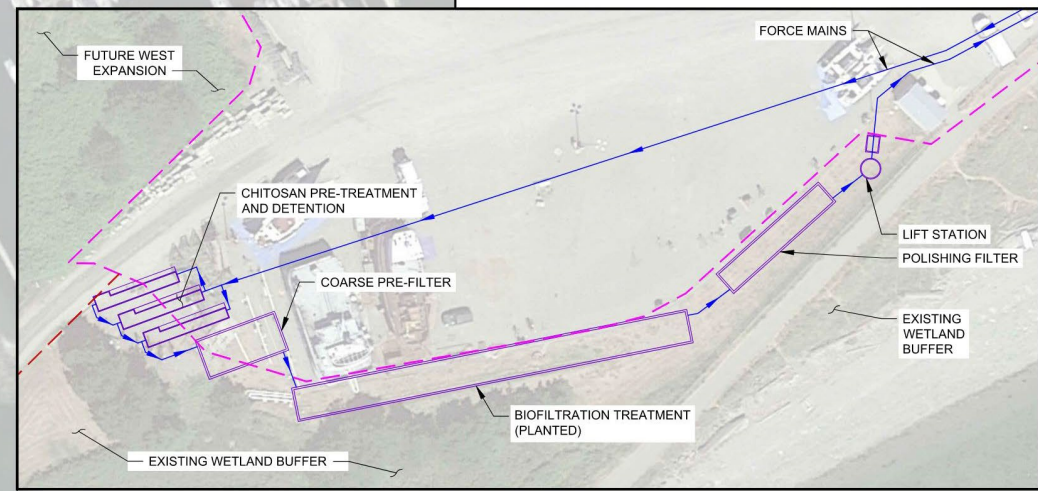 FORCE MAINS
FUTURE WEST
EXPANSION
CHITOSAN PRE-TREATMENT
AND DETENTION
COARSE PRE-FILTER
LIFT STATION
POLISHING FILTER
EXISTING
WETLAND
BUFFER
BIOFILTRATION TREATMENT
(PLANTED)
EXISTING WETLAND BUFFER